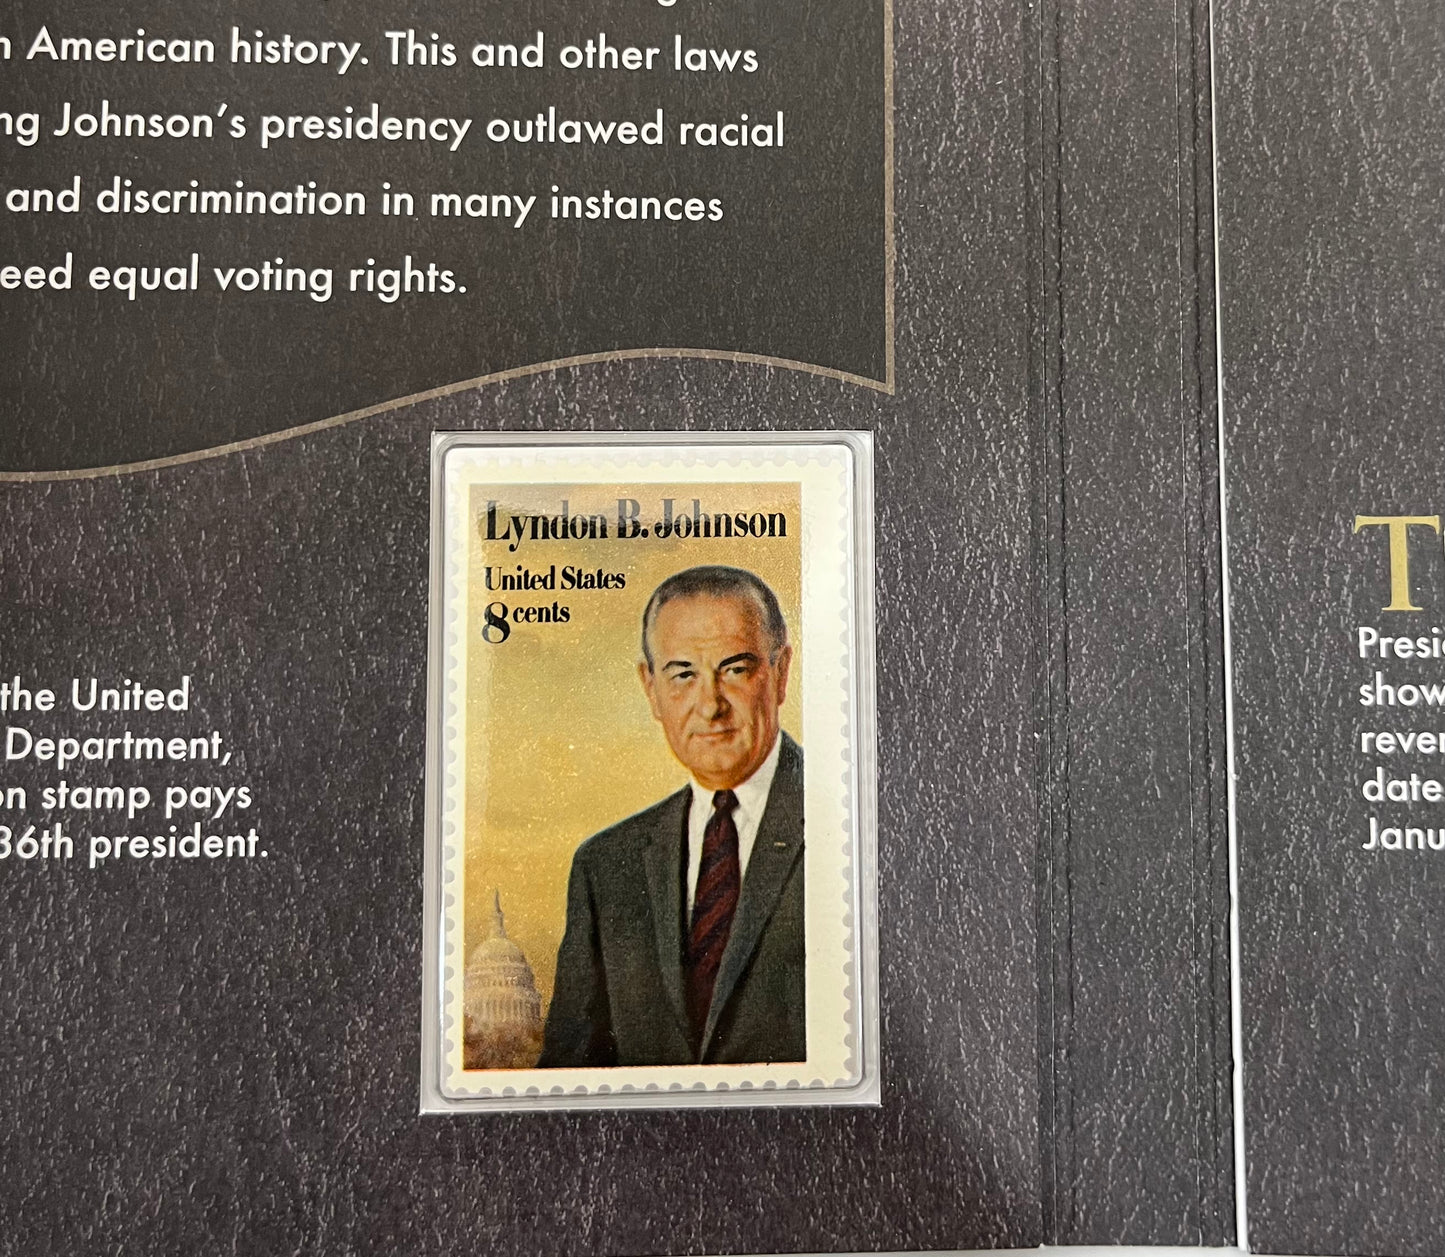 American history. This and other laws
ng Johnson's presidency outlawed racial
and discrimination in many instances
eed equal voting rights.
Lyndon B. Johnson
United States
8 cents
the United
Department,
on stamp pays
36th president.
T
Presi
show
rever
date
Janu